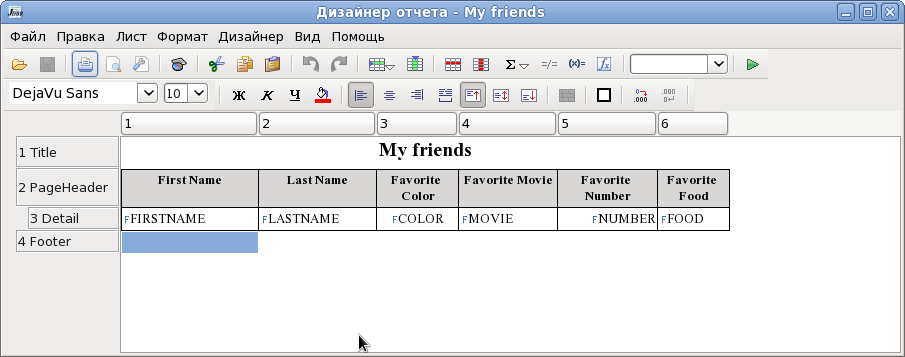 Дизайнер отчета - My friends
Файл Правка Лист Формат Дизайнер Вид Помощь
Σ =/= (x)=
DejaVu Sans 10 Ж К Ч ? .000 .000
1 2 3 4 5 6
1 Title My friends
2 PageHeader First Name Last Name Favorite Color Favorite Movie Favorite Number Favorite Food
3 Detail FFIRSTNAME FLASTNAME FCOLOR FMOVIE FNUMBER FFOOD
4 Footer